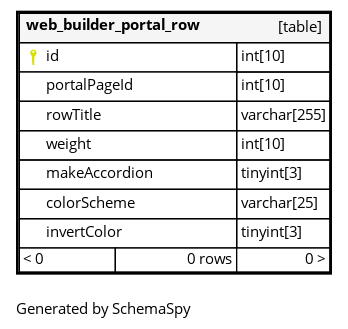 web_builder_portal_row [table]
id int[10]
portalPageId int[10]
rowTitle varchar[255]
weight int[10]
makeAccordion tinyint[3]
colorScheme varchar[25]
invertColor tinyint[3]
< 0 0 rows 0 >
Generated by SchemaSpy